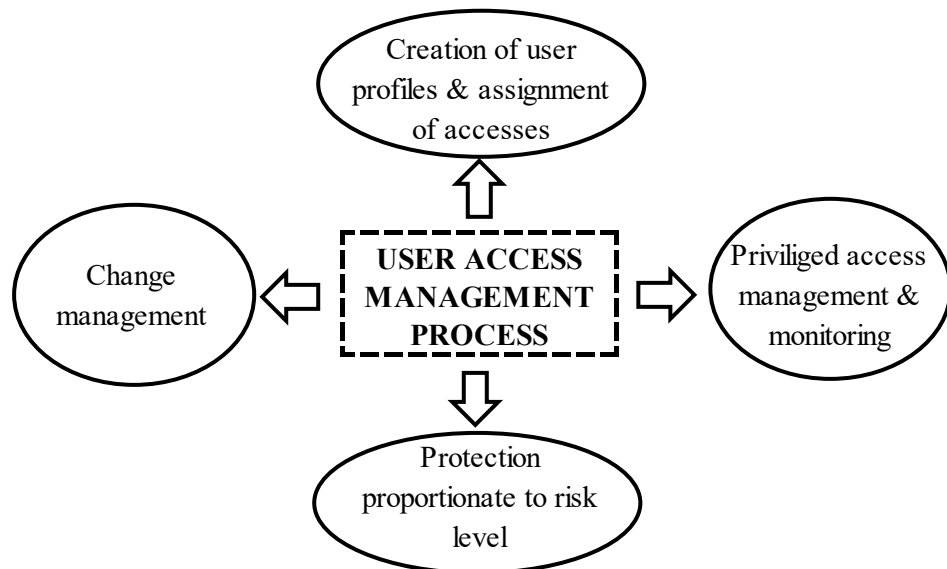 Creation of user
profiles & assignment
of accesses
Change
management
USER ACCESS
MANAGEMENT
PROCESS
Priviliged access
management &
monitoring
Protection
proportionate to risk
level